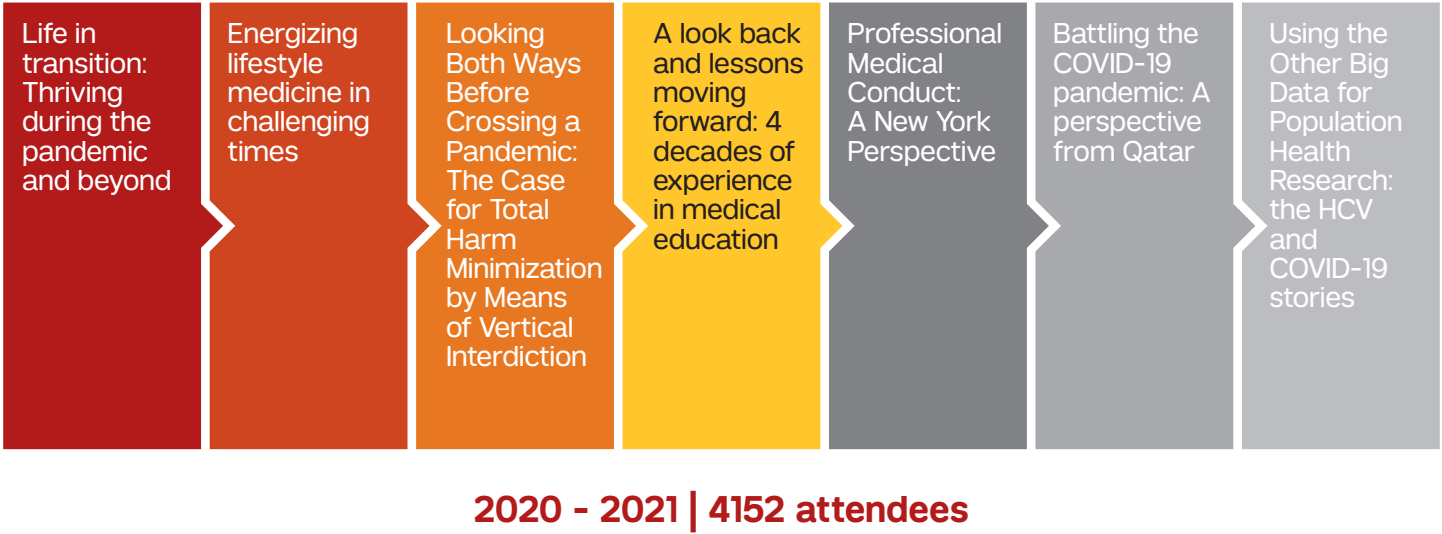 Life in
transition:
Thriving
during the
pandemic
and beyond
Energizing
lifestyle
medicine in
challenging
times
Looking
Both Ways
Before
Crossing a
Pandemic:
The Case
for Total
Harm
Minimization
by Means
of Vertical
Interdiction
A look back
and lessons
moving
forward: 4
decades of
experience
in medical
education
Professional
Medical
Conduct:
A New York
Perspective
Battling the
COVID-19
pandemic: A
perspective
from Qatar
Using the
Other Big
Data for
Population
Health
Research:
the HCV
and
COVID-19
stories
2020 - 2021 | 4152 attendees